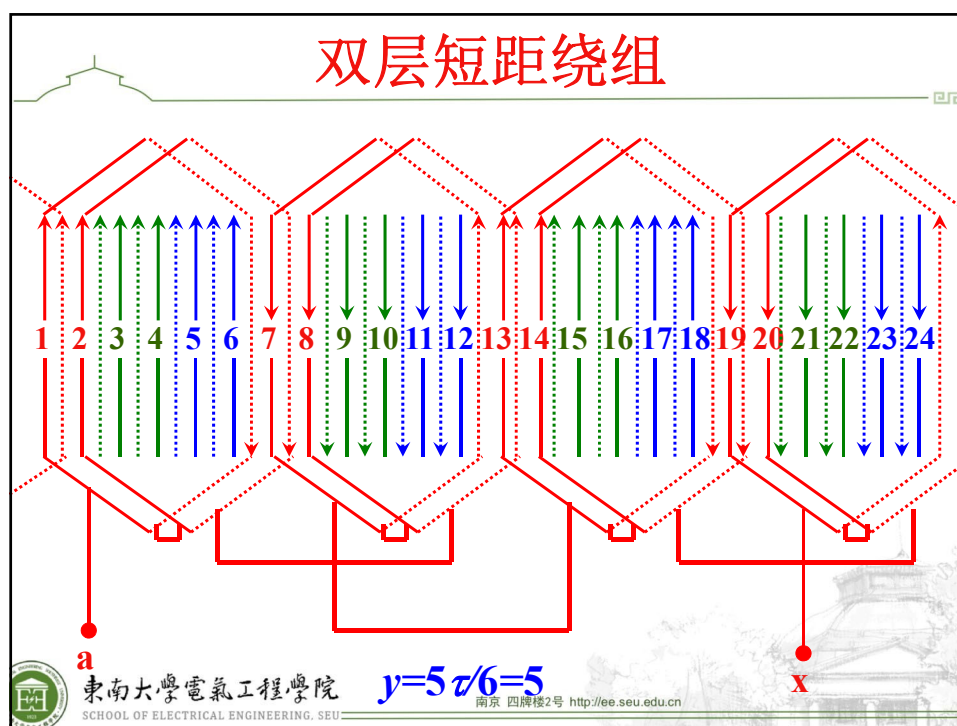 双层短距绕组
1 2 3 4 5 6 7 8 9 10 11 12 13 14 15 16 17 18 19 20 21 22 23 24
a
x
y=5τ/6=5
東南大學電氣工程學院
南京 四牌楼2号 http://ee.seu.edu.cn
SCHOOL OF ELECTRICAL ENGINEERING, SEU